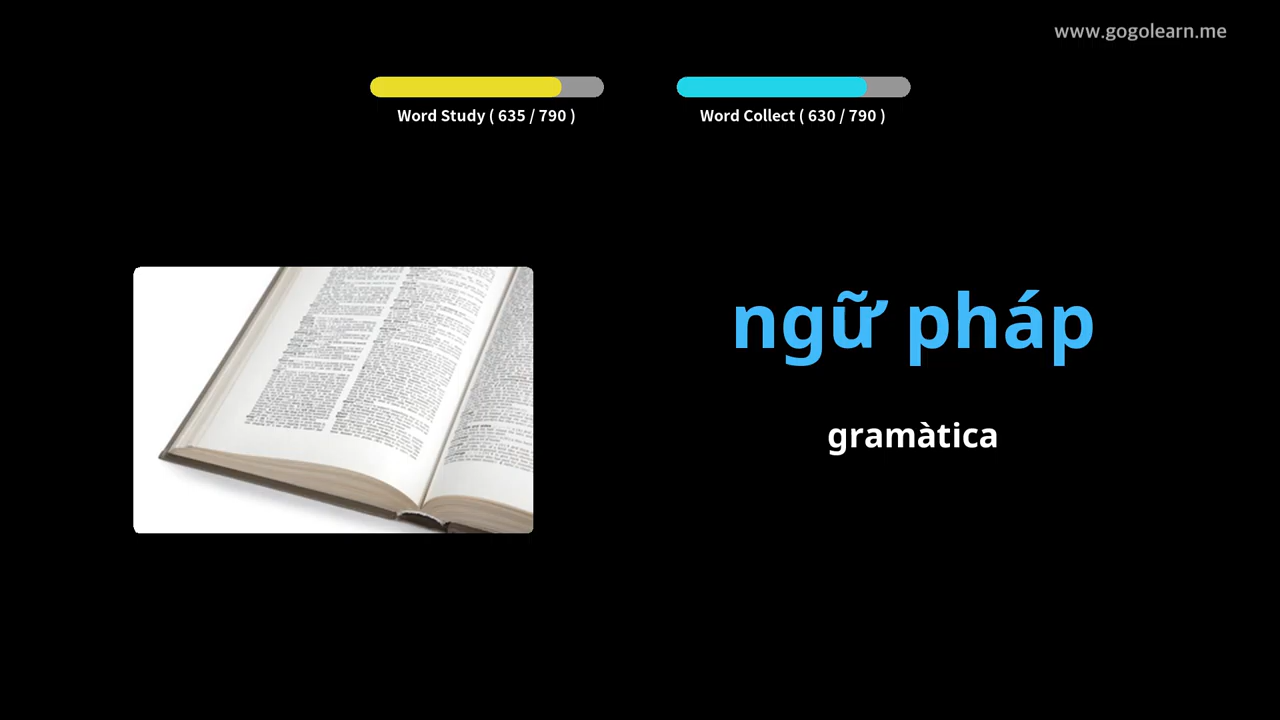 www.gogolearn.me
Word Study ( 635 / 790 )
Word Collect ( 630 / 790 )
ngữ pháp
gramàtica